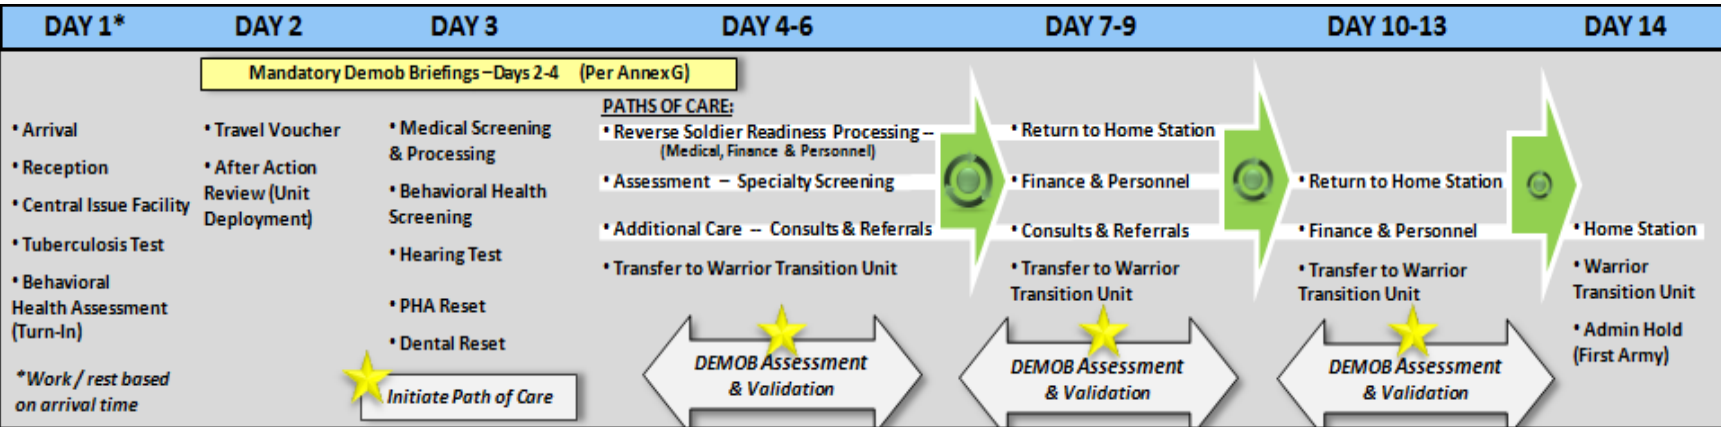 DAY 1*
DAY 2
DAY 3
DAY 4-6
DAY 7-9
DAY 10-13
DAY 14
Mandatory Demob Briefings –Days 2-4 (Per Annex G)
• Arrival
• Reception
• Central Issue Facility
• Tuberculosis Test
• Behavioral
Health Assessment
(Turn-In)
*Work / rest based
on arrival time
• Travel Voucher
• After Action
Review (Unit
Deployment)
• Medical Screening
& Processing
• Behavioral Health
Screening
• Hearing Test
• PHA Reset
• Dental Reset
Initiate Path of Care
PATHS OF CARE:
• Reverse Soldier Readiness Processing --
(Medical, Finance & Personnel)
• Assessment – Specialty Screening
• Additional Care -- Consults & Referrals
• Transfer to Warrior Transition Unit
DEMOB Assessment
& Validation
• Return to Home Station
• Finance & Personnel
• Consults & Referrals
• Transfer to Warrior
Transition Unit
DEMOB Assessment
& Validation
• Return to Home Station
• Finance & Personnel
• Transfer to Warrior
Transition Unit
DEMOB Assessment
& Validation
• Home Station
• Warrior
Transition Unit
• Admin Hold
(First Army)